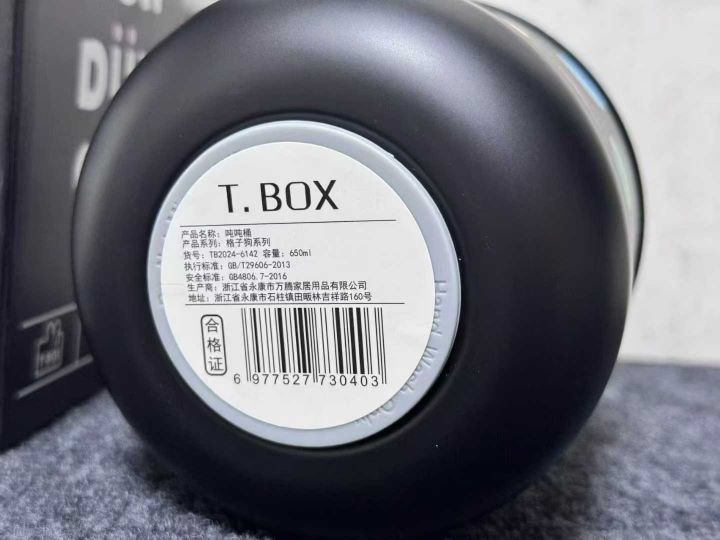 T. BOX
产品名称: 吨吨桶
产品系列: 格子狗系列
货号: TB2024-6142 容量: 650ml
执行标准: GB/T29606-2013
安全标准: GB4806.7-2016
生产商: 浙江省永康市万腾家居用品有限公司
地址: 浙江省永康市石柱镇田畈林吉祥路160号
合格证
6 977527 730403
Hand Wash Only